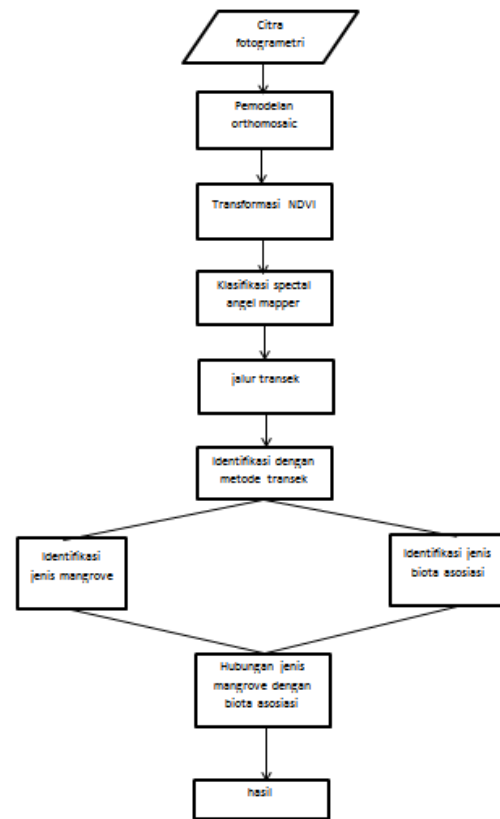 Citra
fotogrametri
Pemodelan
orthomosaic
Transformasi NDVI
Klasifikasi spectal
angel mapper
jalur transek
Identifikasi dengan
metode transek
Identifikasi
jenis mangrove
Identifikasi jenis
biota asosiasi
Hubungan jenis
mangrove dengan
biota asosiasi
hasil